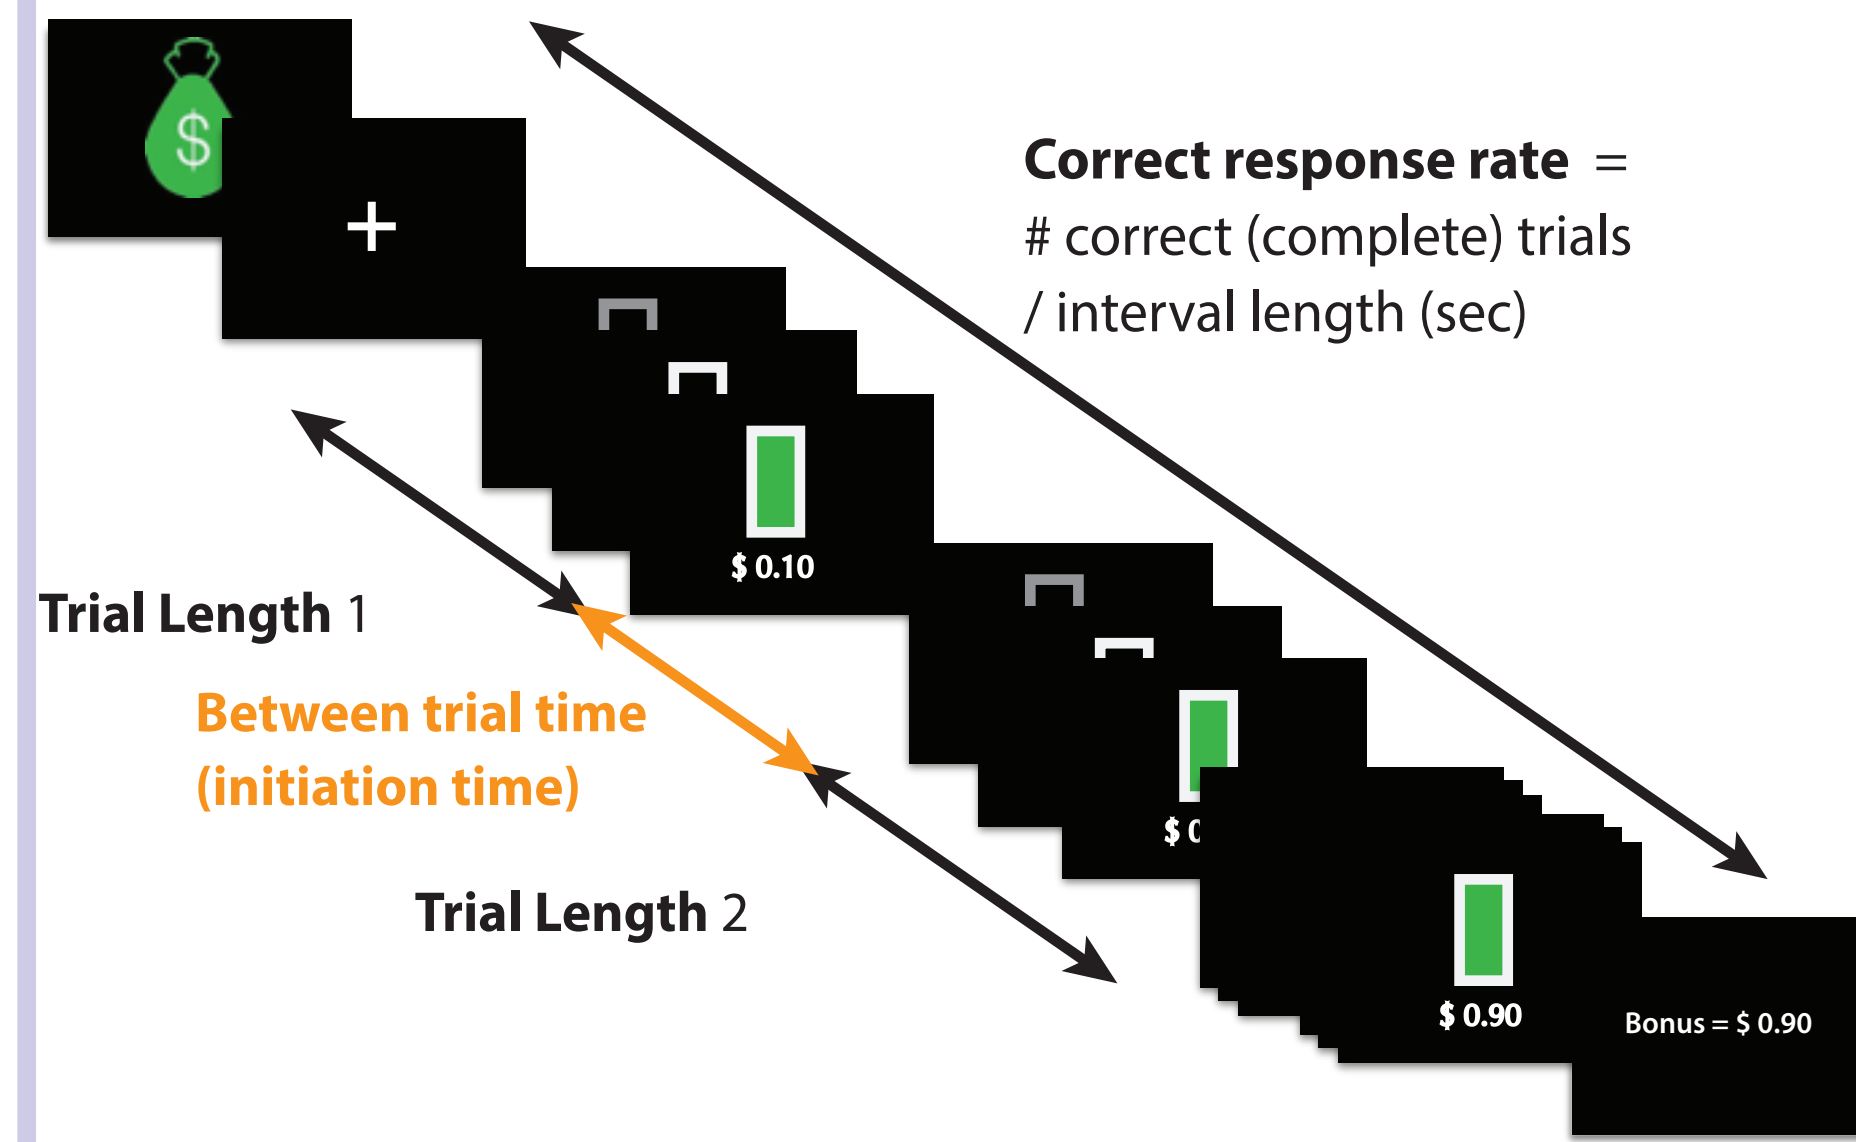 $
Correct response rate =
# correct (complete) trials
/ interval length (sec)
$ 0.10
Trial Length 1
Between trial time
(initiation time)
$ 0
Trial Length 2
$ 0.90
Bonus = $ 0.90